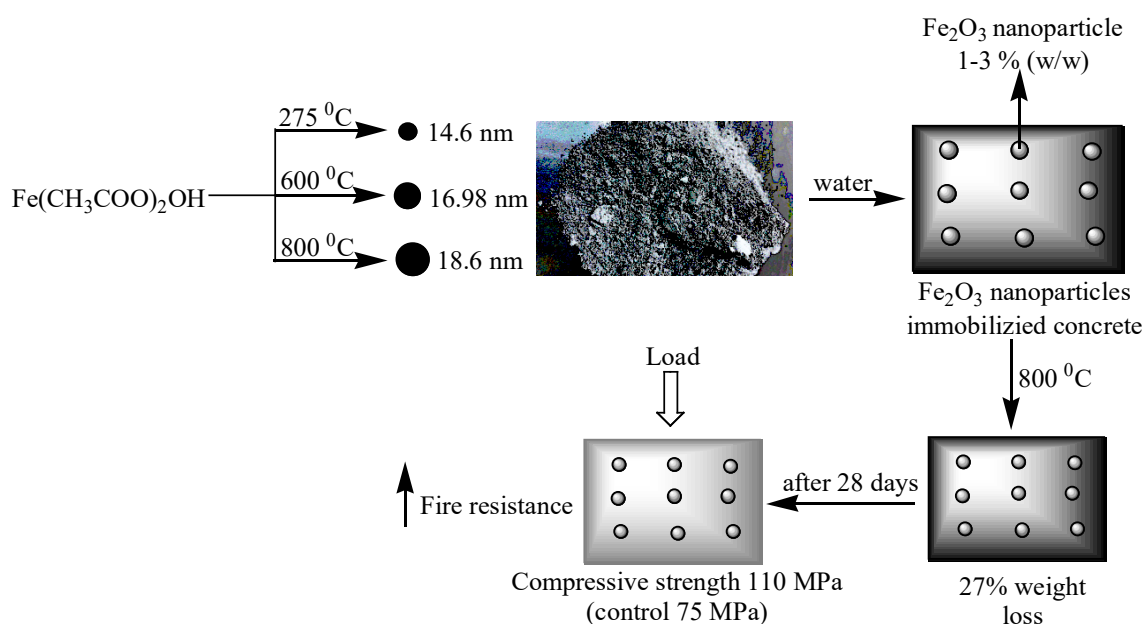 Fe₂O₃ nanoparticle
1-3 % (w/w)
275 ⁰C
14.6 nm
Fe(CH₃COO)₂OH
600 ⁰C
16.98 nm
800 ⁰C
18.6 nm
water
Fe₂O₃ nanoparticles
immobilizied concrete
800 ⁰C
Load
after 28 days
Fire resistance
Compressive strength 110 MPa
(control 75 MPa)
27% weight
loss